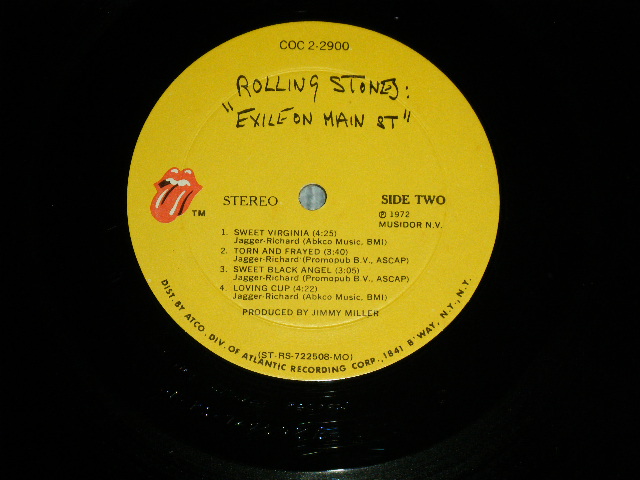 COC 2-2900
ROLLING STONES:
"EXILE ON MAIN ST"
TM
STEREO
SIDE TWO
℗ 1972
MUSIDOR N.V.
1. SWEET VIRGINIA (4:25)
Jagger-Richard (Abkco Music, BMI)
2. TORN AND FRAYED (3:40)
Jagger-Richard (Promopub B.V., ASCAP)
3. SWEET BLACK ANGEL (3:05)
Jagger-Richard (Promopub B.V., ASCAP)
4. LOVING CUP (4:22)
Jagger-Richard (Abkco Music, BMI)
PRODUCED BY JIMMY MILLER
(ST-RS-722508-MO)
DIST. BY ATCO. DIV. OF ATLANTIC RECORDING CORP., 1841 B'WAY, N.Y., N.Y.